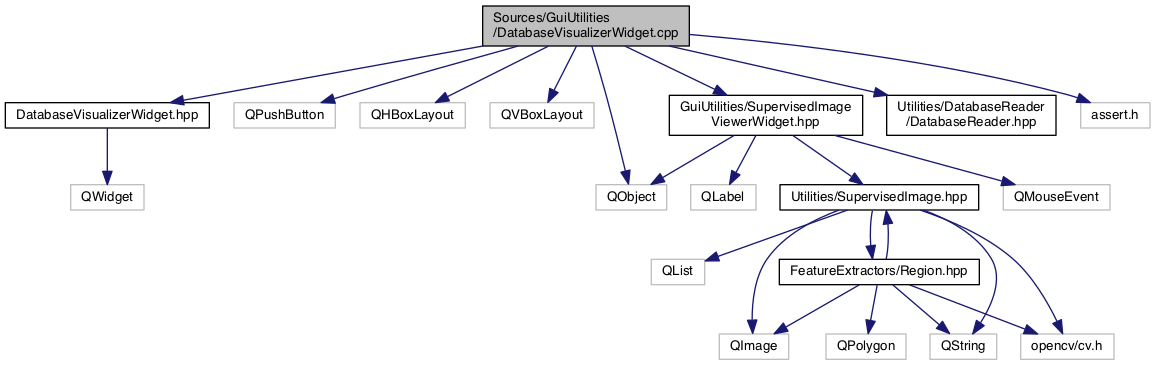 Sources/GuiUtilities
/DatabaseVisualizerWidget.cpp
DatabaseVisualizerWidget.hpp
QPushButton
QHBoxLayout
QVBoxLayout
GuiUtilities/SupervisedImage
ViewerWidget.hpp
Utilities/DatabaseReader
/DatabaseReader.hpp
assert.h
QWidget
QObject
QLabel
Utilities/SupervisedImage.hpp
QMouseEvent
QList
FeatureExtractors/Region.hpp
QImage
QPolygon
QString
opencv/cv.h